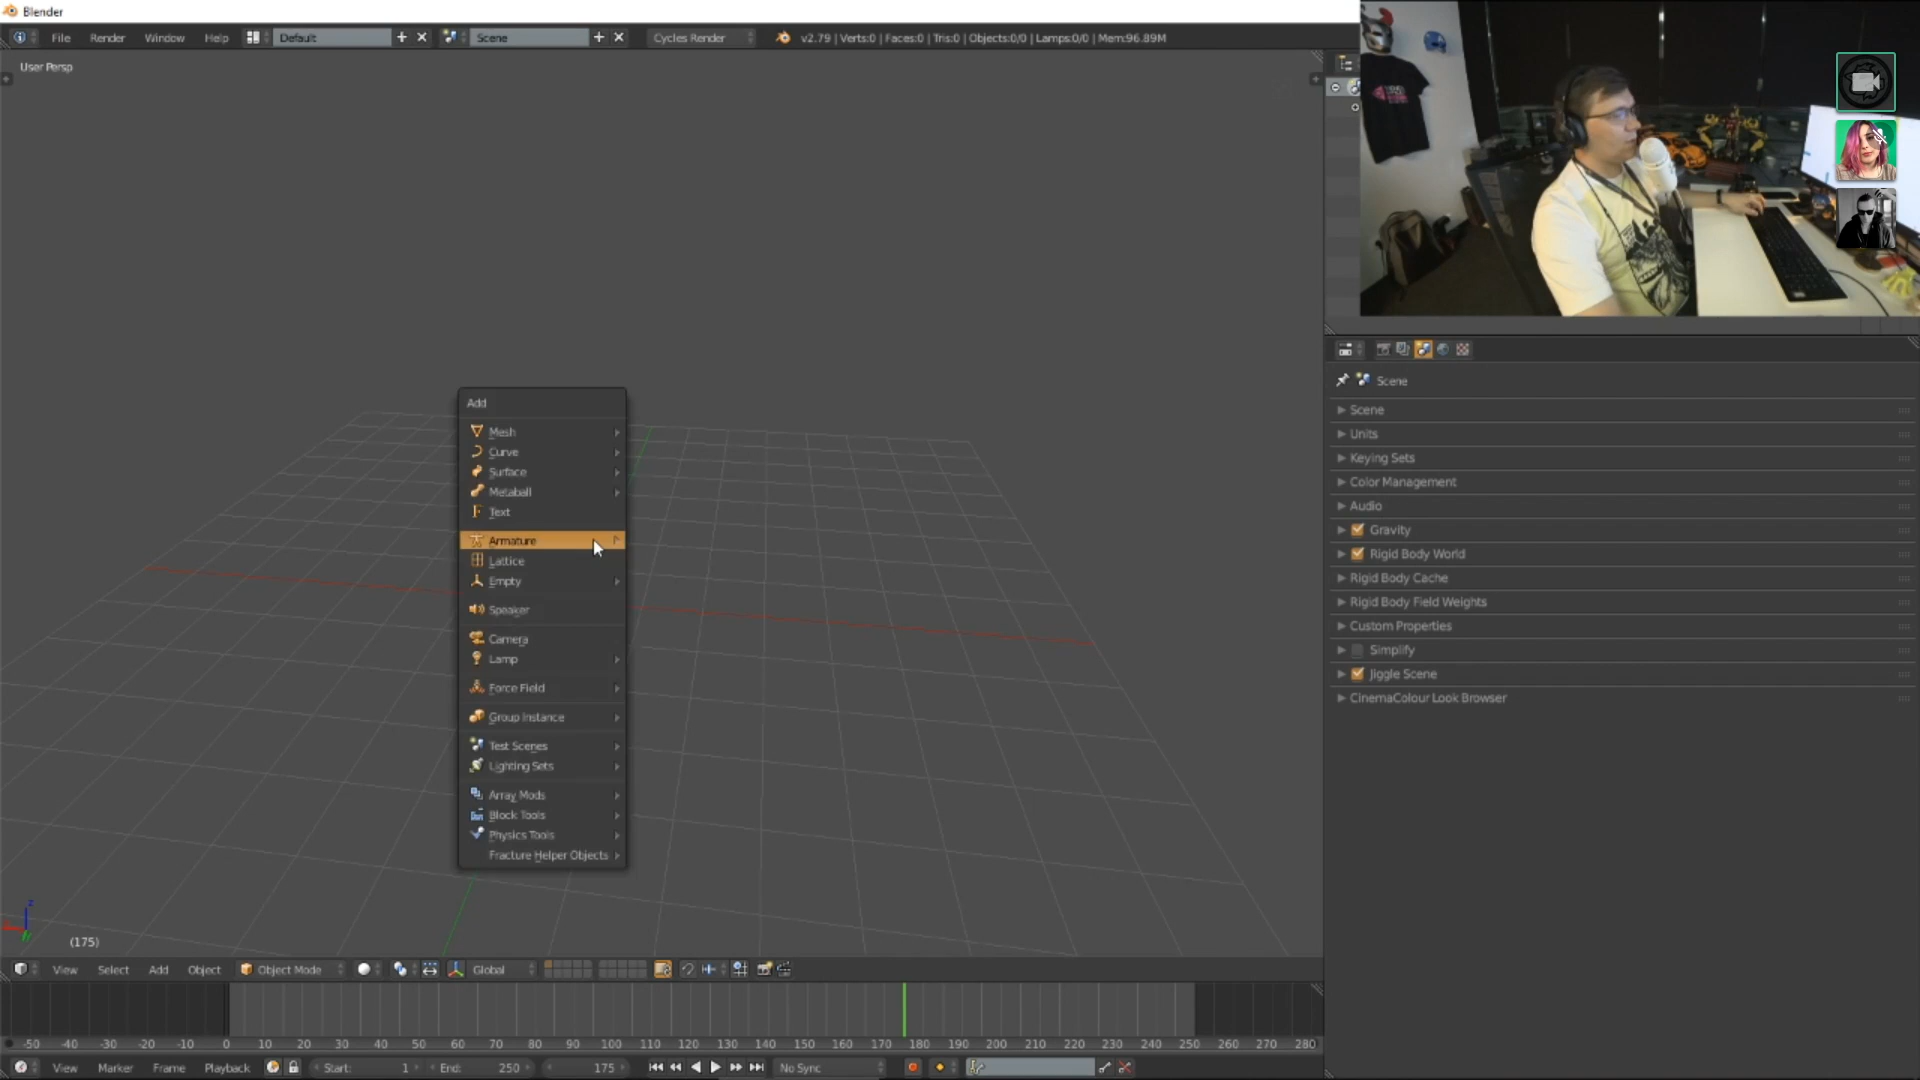 Blender
File Render Window Help Default Scene Cycles Render v2.79 | Verts:0 | Faces:0 | Tris:0 | Objects:0/0 | Lamps:0/0 | Mem:96.89M
User Persp
Add
Mesh
Curve
Surface
Metaball
Text
Armature
Lattice
Empty
Speaker
Camera
Lamp
Force Field
Group Instance
Test Scenes
Lighting Sets
Array Mods
Block Tools
Physics Tools
Fracture Helper Objects
Scene
Scene
Units
Keying Sets
Color Management
Audio
Gravity
Rigid Body World
Rigid Body Cache
Rigid Body Field Weights
Custom Properties
Simplify
Jiggle Scene
CinemaColour Look Browser
z
(175)
View Select Add Object Object Mode Global
-50 -40 -30 -20 -10 0 10 20 30 40 50 60 70 80 90 100 110 120 130 140 150 160 170 180 190 200 210 220 230 240 250 260 270 280
View Marker Frame Playback Start: 1 End: 250 175 No Sync